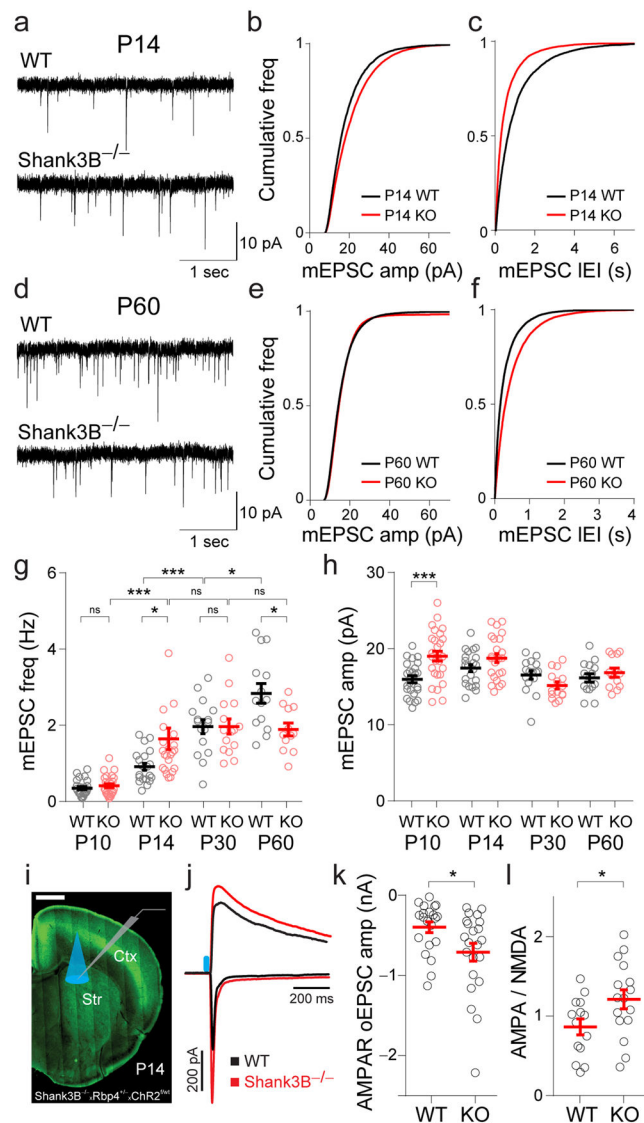 a
P14
WT
Shank3B–/–
10 pA
1 sec
b
Cumulative freq
1
0.5
0
0 20 40 60
mEPSC amp (pA)
P14 WT
P14 KO
c
1
0.5
0
0 2 4 6
mEPSC IEI (s)
P14 WT
P14 KO
d
P60
WT
Shank3B–/–
10 pA
1 sec
e
Cumulative freq
1
0.5
0
0 20 40 60
mEPSC amp (pA)
P60 WT
P60 KO
f
1
0.5
0
0 1 2 3 4
mEPSC IEI (s)
P60 WT
P60 KO
g
mEPSC freq (Hz)
6
4
2
0
*** *
*** ns ns
ns * ns *
WT KO WT KO WT KO WT KO
P10 P14 P30 P60
h
mEPSC amp (pA)
30
20
10
0
***
WT KO WT KO WT KO WT KO
P10 P14 P30 P60
i
Ctx
Str
P14
Shank3B-/-xRbp4+/-xChR2f/wt
j
200 ms
200 pA
WT
Shank3B–/–
k
AMPAR oEPSC amp (nA)
–0
–1
–2
*
WT KO
l
AMPA / NMDA
2
1
0
*
WT KO